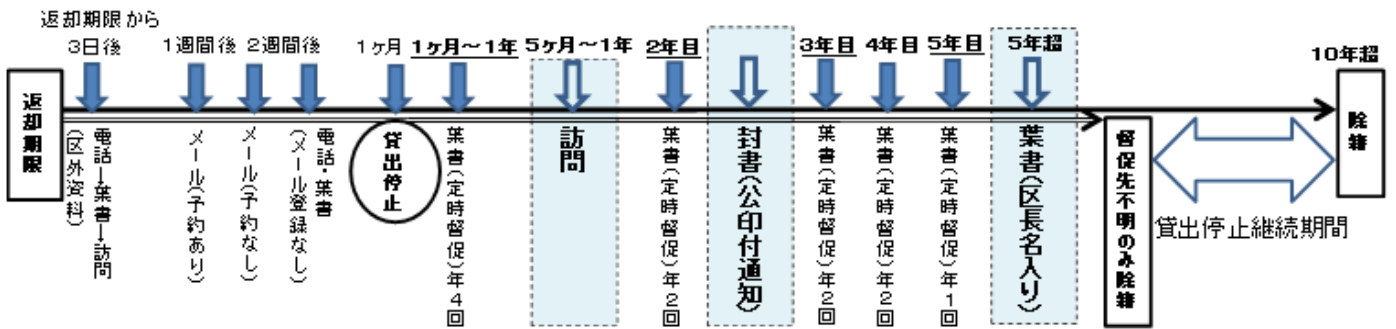 返却期限から
3日後
1週間後
2週間後
1ヶ月
1ヶ月～1年
5ヶ月～1年
2年目
3年目
4年目
5年目
5年超
10年超
返却期限
電話→葉書→訪問
(区外資料)
メール(予約あり)
メール(予約なし)
電話・葉書
(メール登録なし)
貸出停止
葉書(定時督促)年4回
訪問
葉書(定時督促)年2回
封書(公印付通知)
葉書(定時督促)年2回
葉書(定時督促)年2回
葉書(定時督促)年1回
葉書(区長名入り)
督促先不明のみ除籍
貸出停止継続期間
除籍